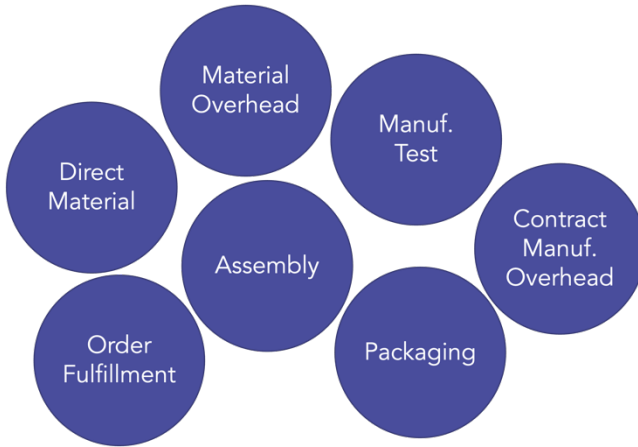 Material
Overhead
Manuf.
Test
Direct
Material
Contract
Manuf.
Overhead
Assembly
Order
Fulfillment
Packaging